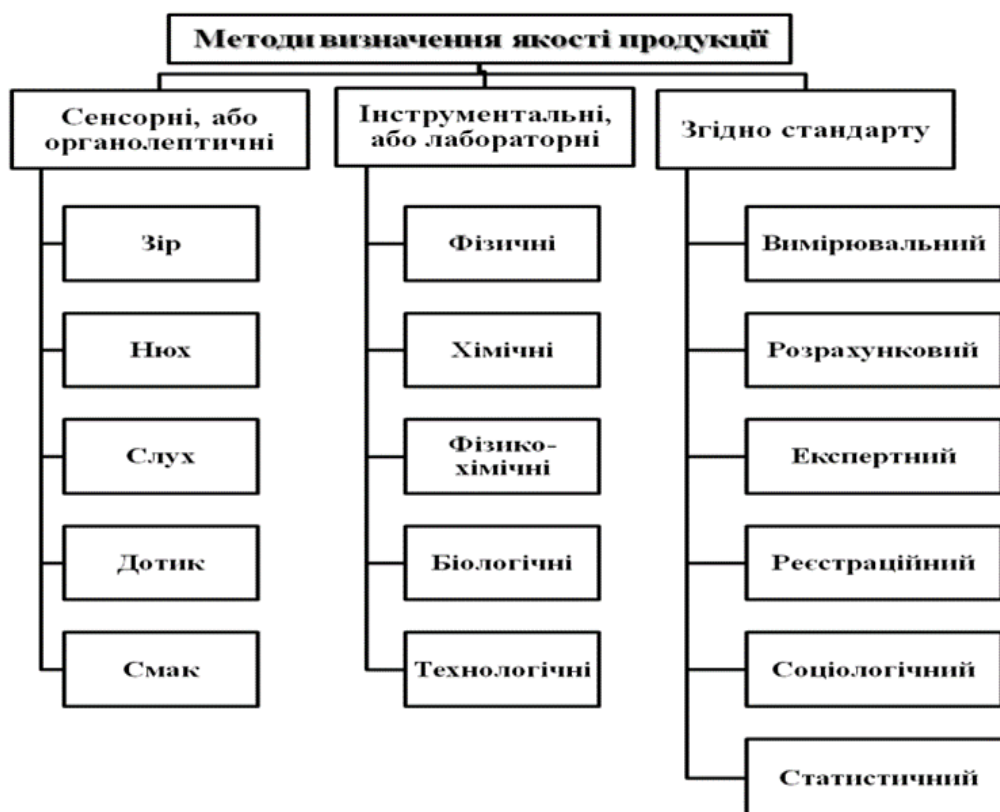 Методи визначення якості продукції
Сенсорні, або
органолептичні
Зір
Нюх
Слух
Дотик
Смак
Інструментальні,
або лабораторні
Фізичні
Хімічні
Фізико-
хімічні
Біологічні
Технологічні
Згідно стандарту
Вимірювальний
Розрахунковий
Експертний
Реєстраційний
Соціологічний
Статистичний